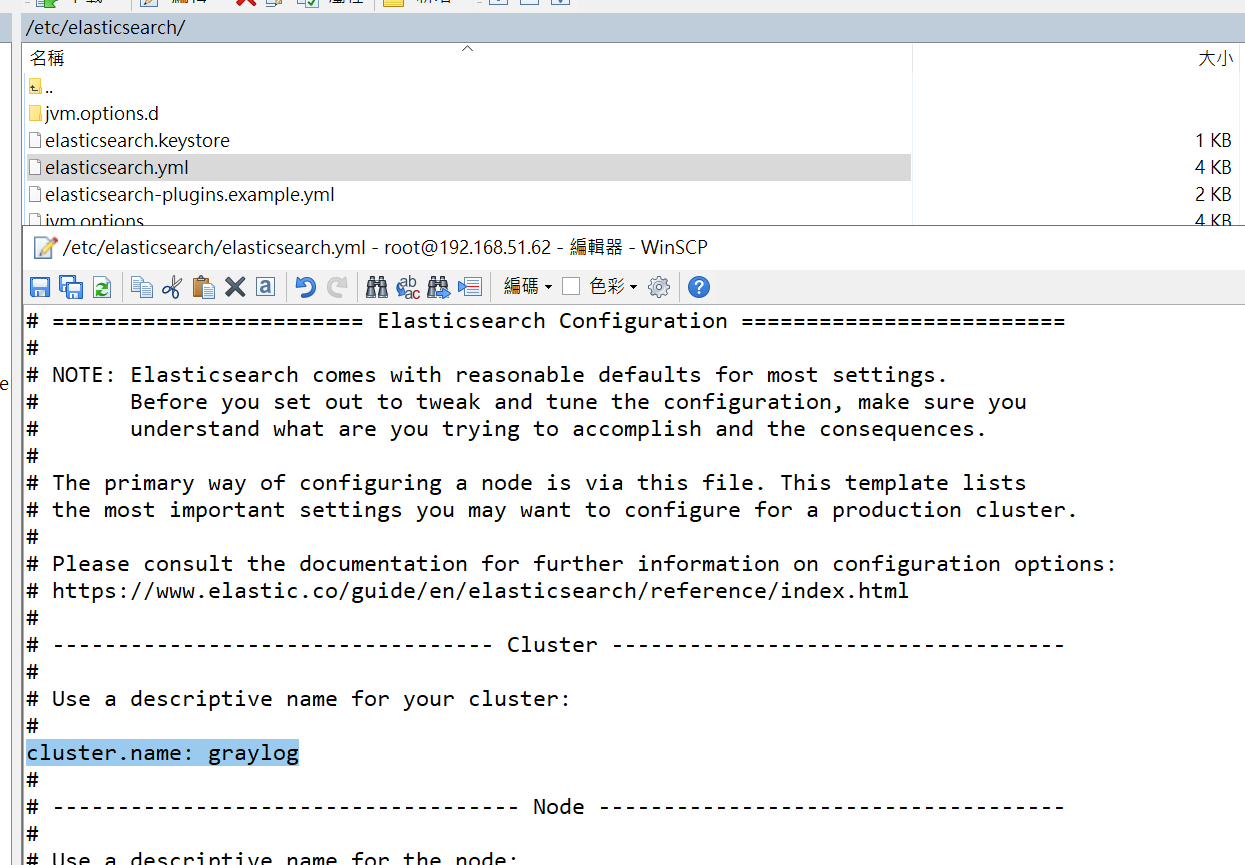 /etc/elasticsearch/
名稱 大小
..
jvm.options.d
elasticsearch.keystore 1 KB
elasticsearch.yml 4 KB
elasticsearch-plugins.example.yml 2 KB
jvm.options 4 KB
/etc/elasticsearch/elasticsearch.yml - root@192.168.51.62 - 編輯器 - WinSCP
編碼 色彩
e
# ======================== Elasticsearch Configuration =========================
#
# NOTE: Elasticsearch comes with reasonable defaults for most settings.
#       Before you set out to tweak and tune the configuration, make sure you
#       understand what are you trying to accomplish and the consequences.
#
# The primary way of configuring a node is via this file. This template lists
# the most important settings you may want to configure for a production cluster.
#
# Please consult the documentation for further information on configuration options:
# https://www.elastic.co/guide/en/elasticsearch/reference/index.html
#
# ---------------------------------- Cluster -----------------------------------
#
# Use a descriptive name for your cluster:
#
cluster.name: graylog
#
# ------------------------------------ Node ------------------------------------
#
# Use a descriptive name for the node: